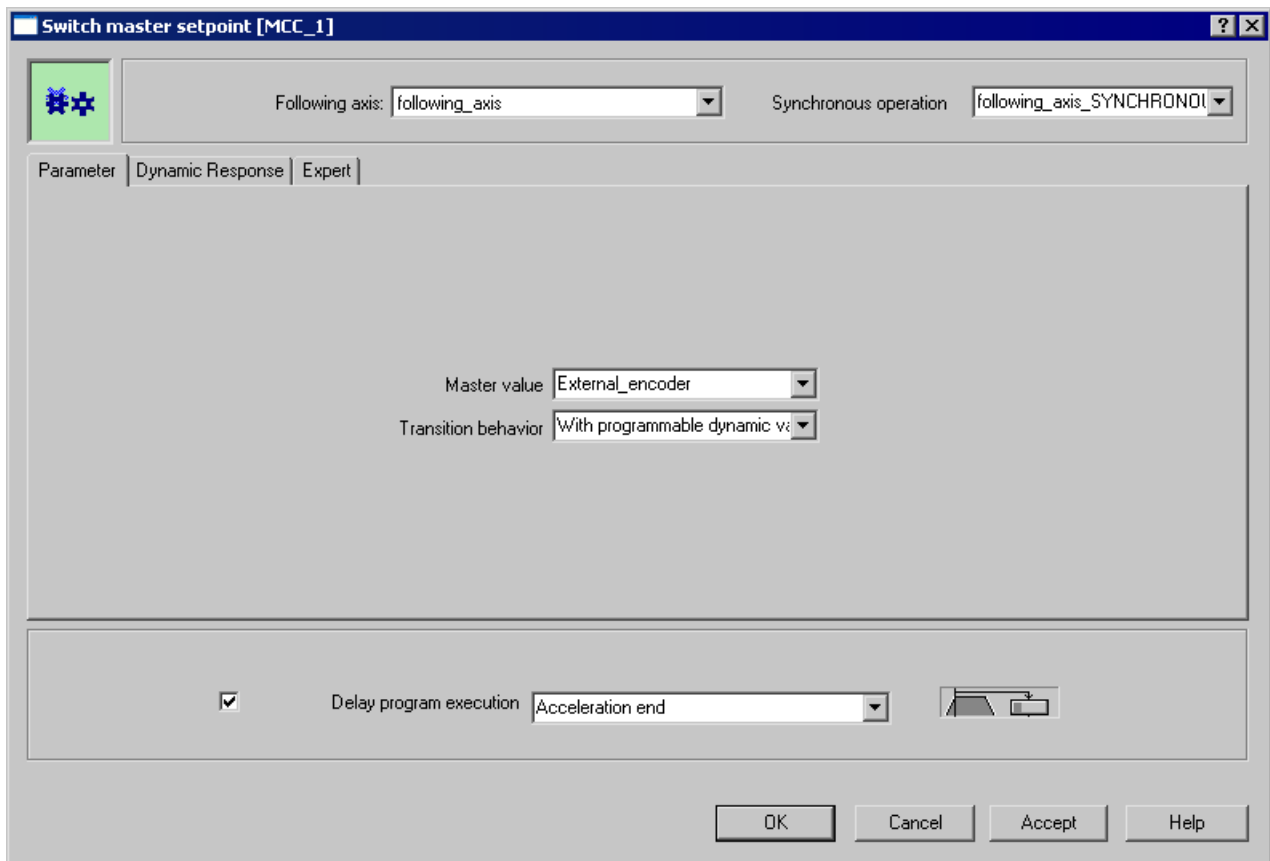 Switch master setpoint [MCC_1]
Following axis: following_axis Synchronous operation following_axis_SYNCHRONOU
Parameter Dynamic Response Expert
Master value External_encoder
Transition behavior With programmable dynamic va
Delay program execution Acceleration end
OK Cancel Accept Help